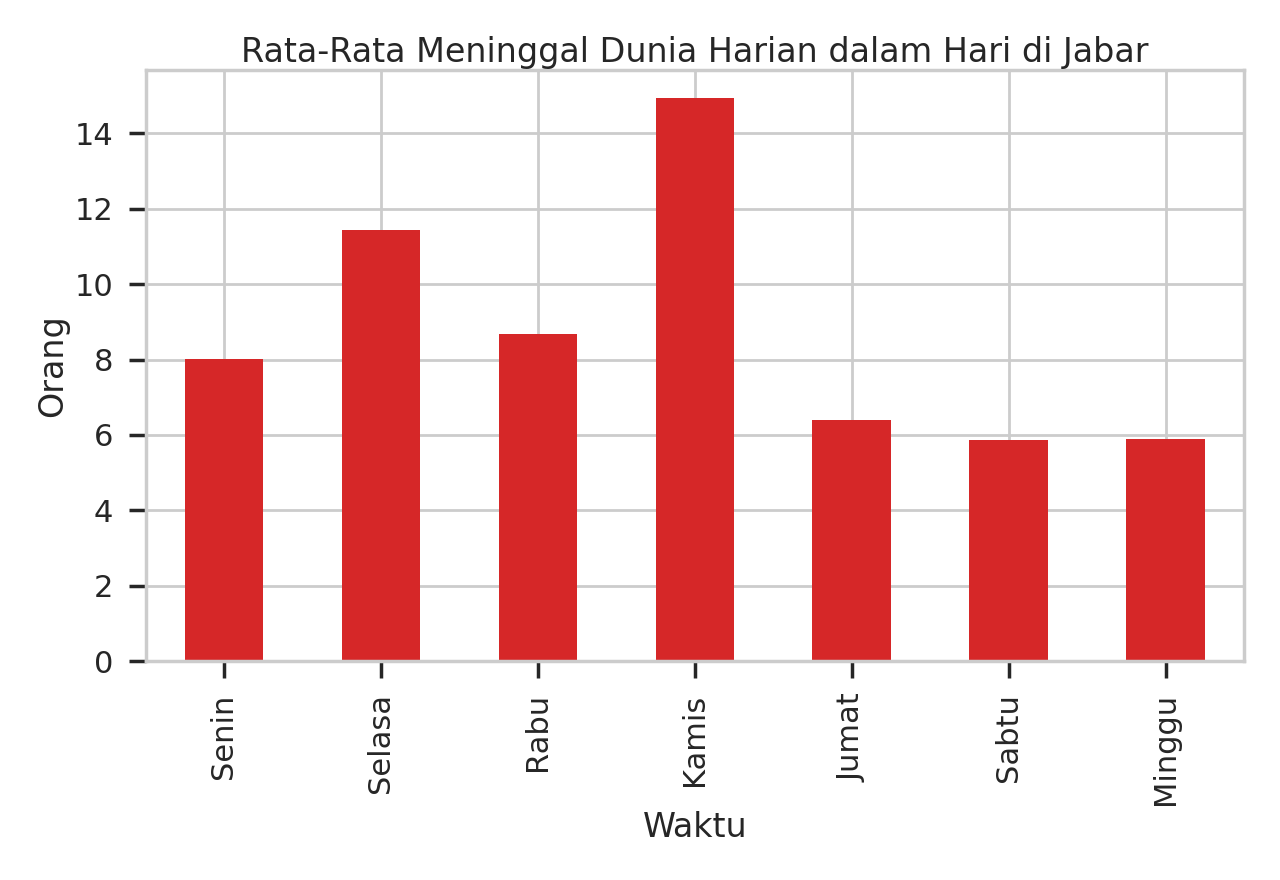 Rata-Rata Meninggal Dunia Harian dalam Hari di Jabar
14
12
10
8
6
4
2
0
Orang
Senin
Selasa
Rabu
Kamis
Jumat
Sabtu
Minggu
Waktu